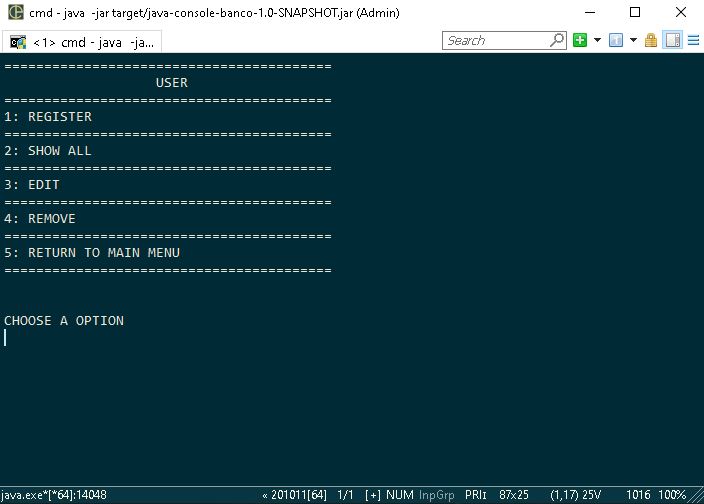 cmd - java  -jar target/java-console-banco-1.0-SNAPSHOT.jar (Admin)
<1> cmd - java  -ja...
Search
=========================================
USER
=========================================
1: REGISTER
=========================================
2: SHOW ALL
=========================================
3: EDIT
=========================================
4: REMOVE
=========================================
5: RETURN TO MAIN MENU
=========================================
CHOOSE A OPTION
java.exe*[*64]:14048 « 201011[64] 1/1 [+] NUM InpGrp PRI↕ 87x25 (1,17) 25V 1016 100%